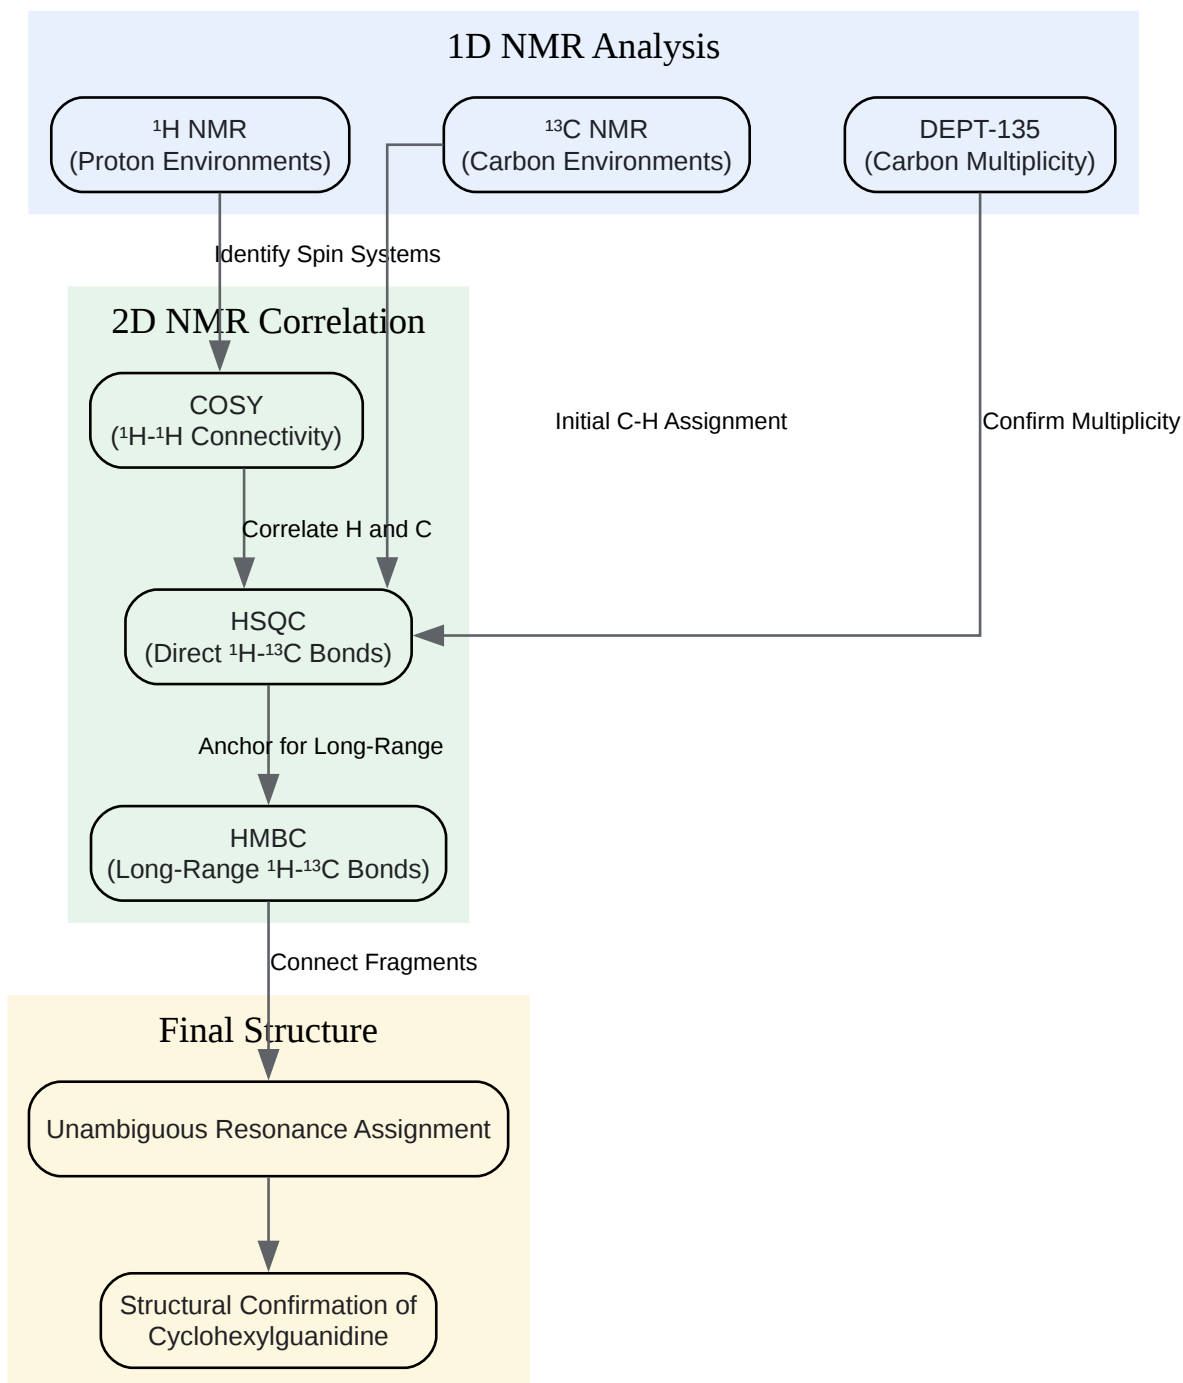 1D NMR Analysis
¹H NMR
(Proton Environments)
¹³C NMR
(Carbon Environments)
DEPT-135
(Carbon Multiplicity)
Identify Spin Systems
2D NMR Correlation
COSY
(¹H-¹H Connectivity)
Initial C-H Assignment
Confirm Multiplicity
Correlate H and C
HSQC
(Direct ¹H-¹³C Bonds)
Anchor for Long-Range
HMBC
(Long-Range ¹H-¹³C Bonds)
Connect Fragments
Final Structure
Unambiguous Resonance Assignment
Structural Confirmation of
Cyclohexylguanidine